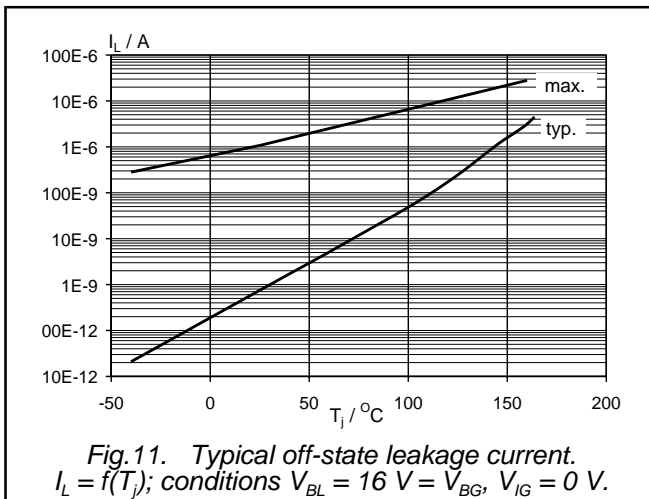 I_L / A
100E-6
10E-6
max.
typ.
1E-6
100E-9
10E-9
1E-9
00E-12
10E-12
-50 0 50 100 150 200
T_j / °C
Fig.11. Typical off-state leakage current.
I_L = f(T_j); conditions V_BL = 16 V = V_BG, V_IG = 0 V.